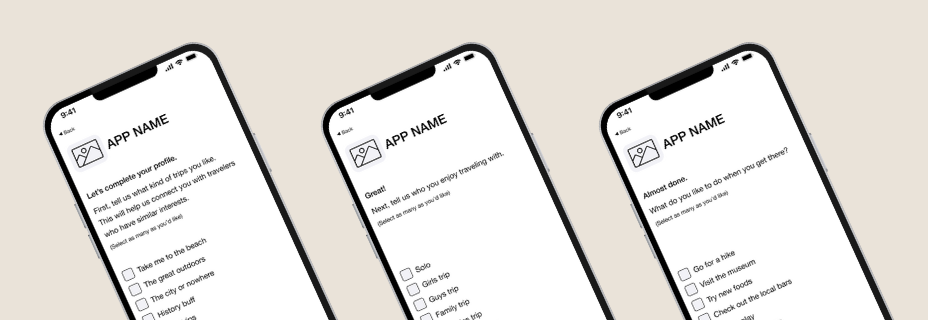 9:41
Back
APP NAME
Let's complete your profile.
First, tell us what kind of trips you like.
This will help us connect you with travelers
who have similar interests.
(Select as many as you'd like)
Take me to the beach
The great outdoors
The city or nowhere
History buff
9:41
Back
APP NAME
Great!
Next, tell us who you enjoy traveling with.
(Select as many as you'd like)
Solo
Girls trip
Guys trip
Family trip
trip
9:41
Back
APP NAME
Almost done.
What do you like to do when you get there?
(Select as many as you'd like)
Go for a hike
Visit the museum
Try new foods
Check out the local bars